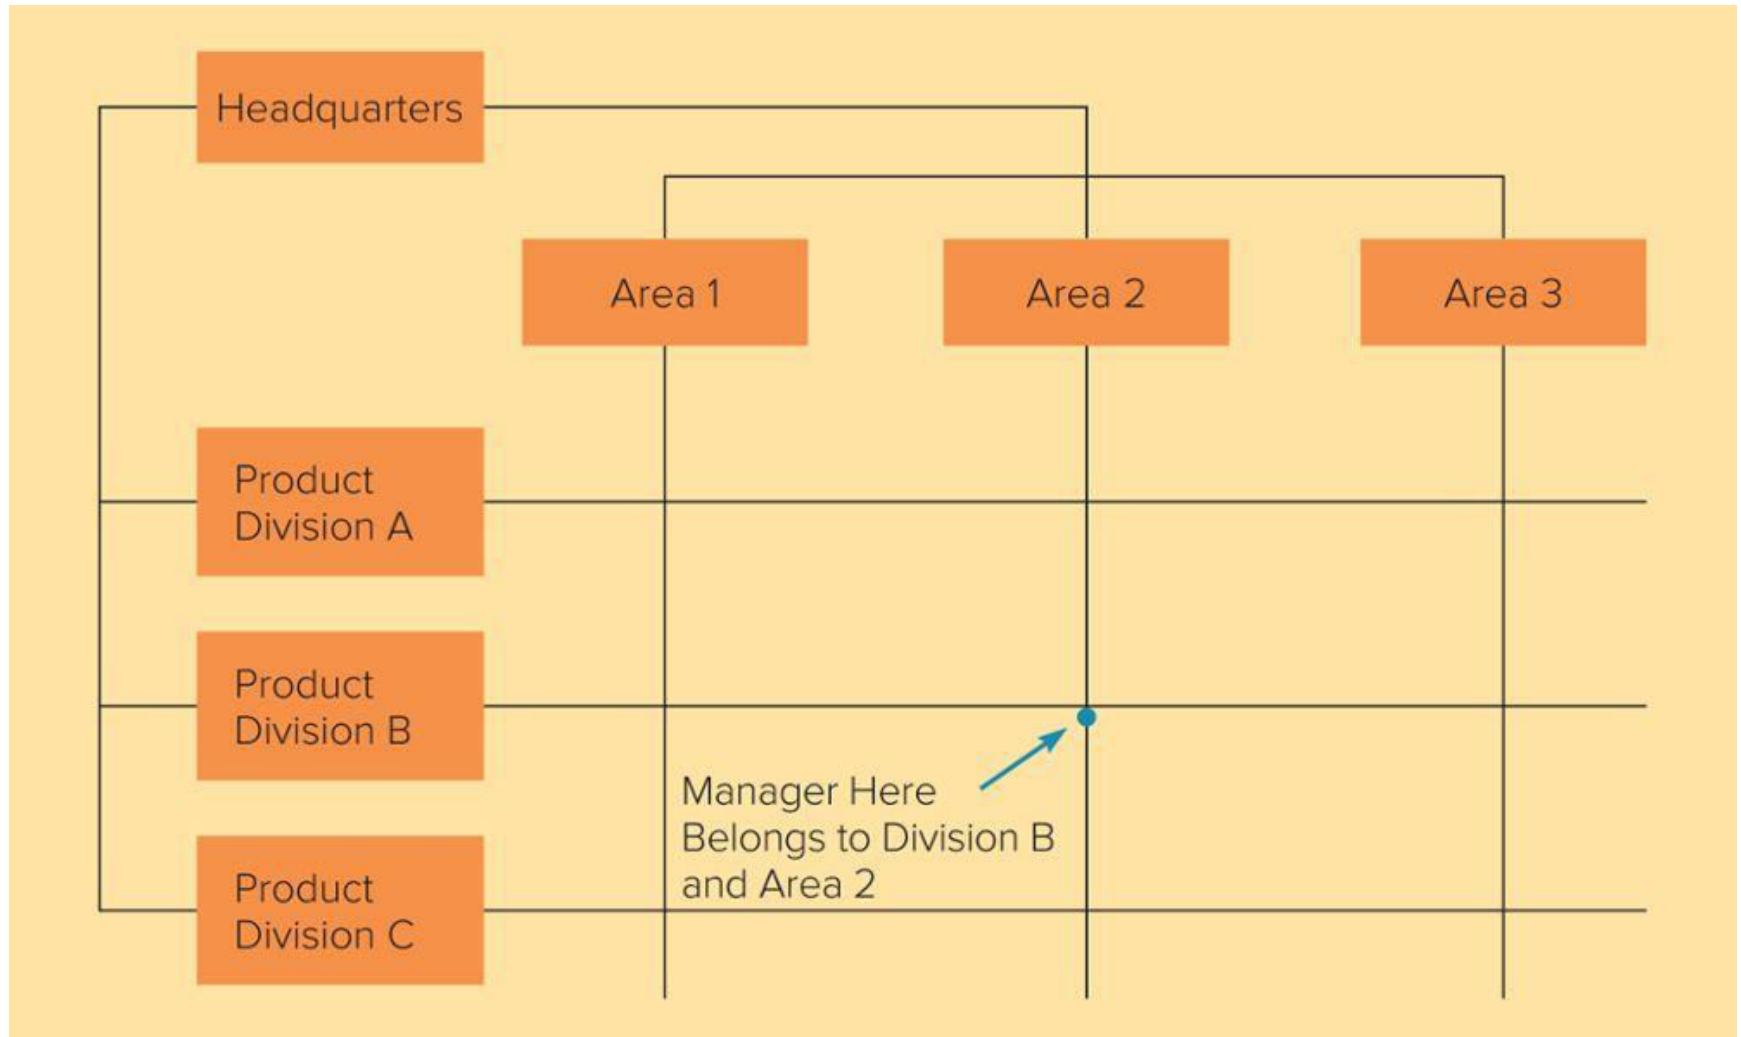 Headquarters
Area 1
Area 2
Area 3
Product
Division A
Product
Division B
Manager Here
Belongs to Division B
and Area 2
Product
Division C